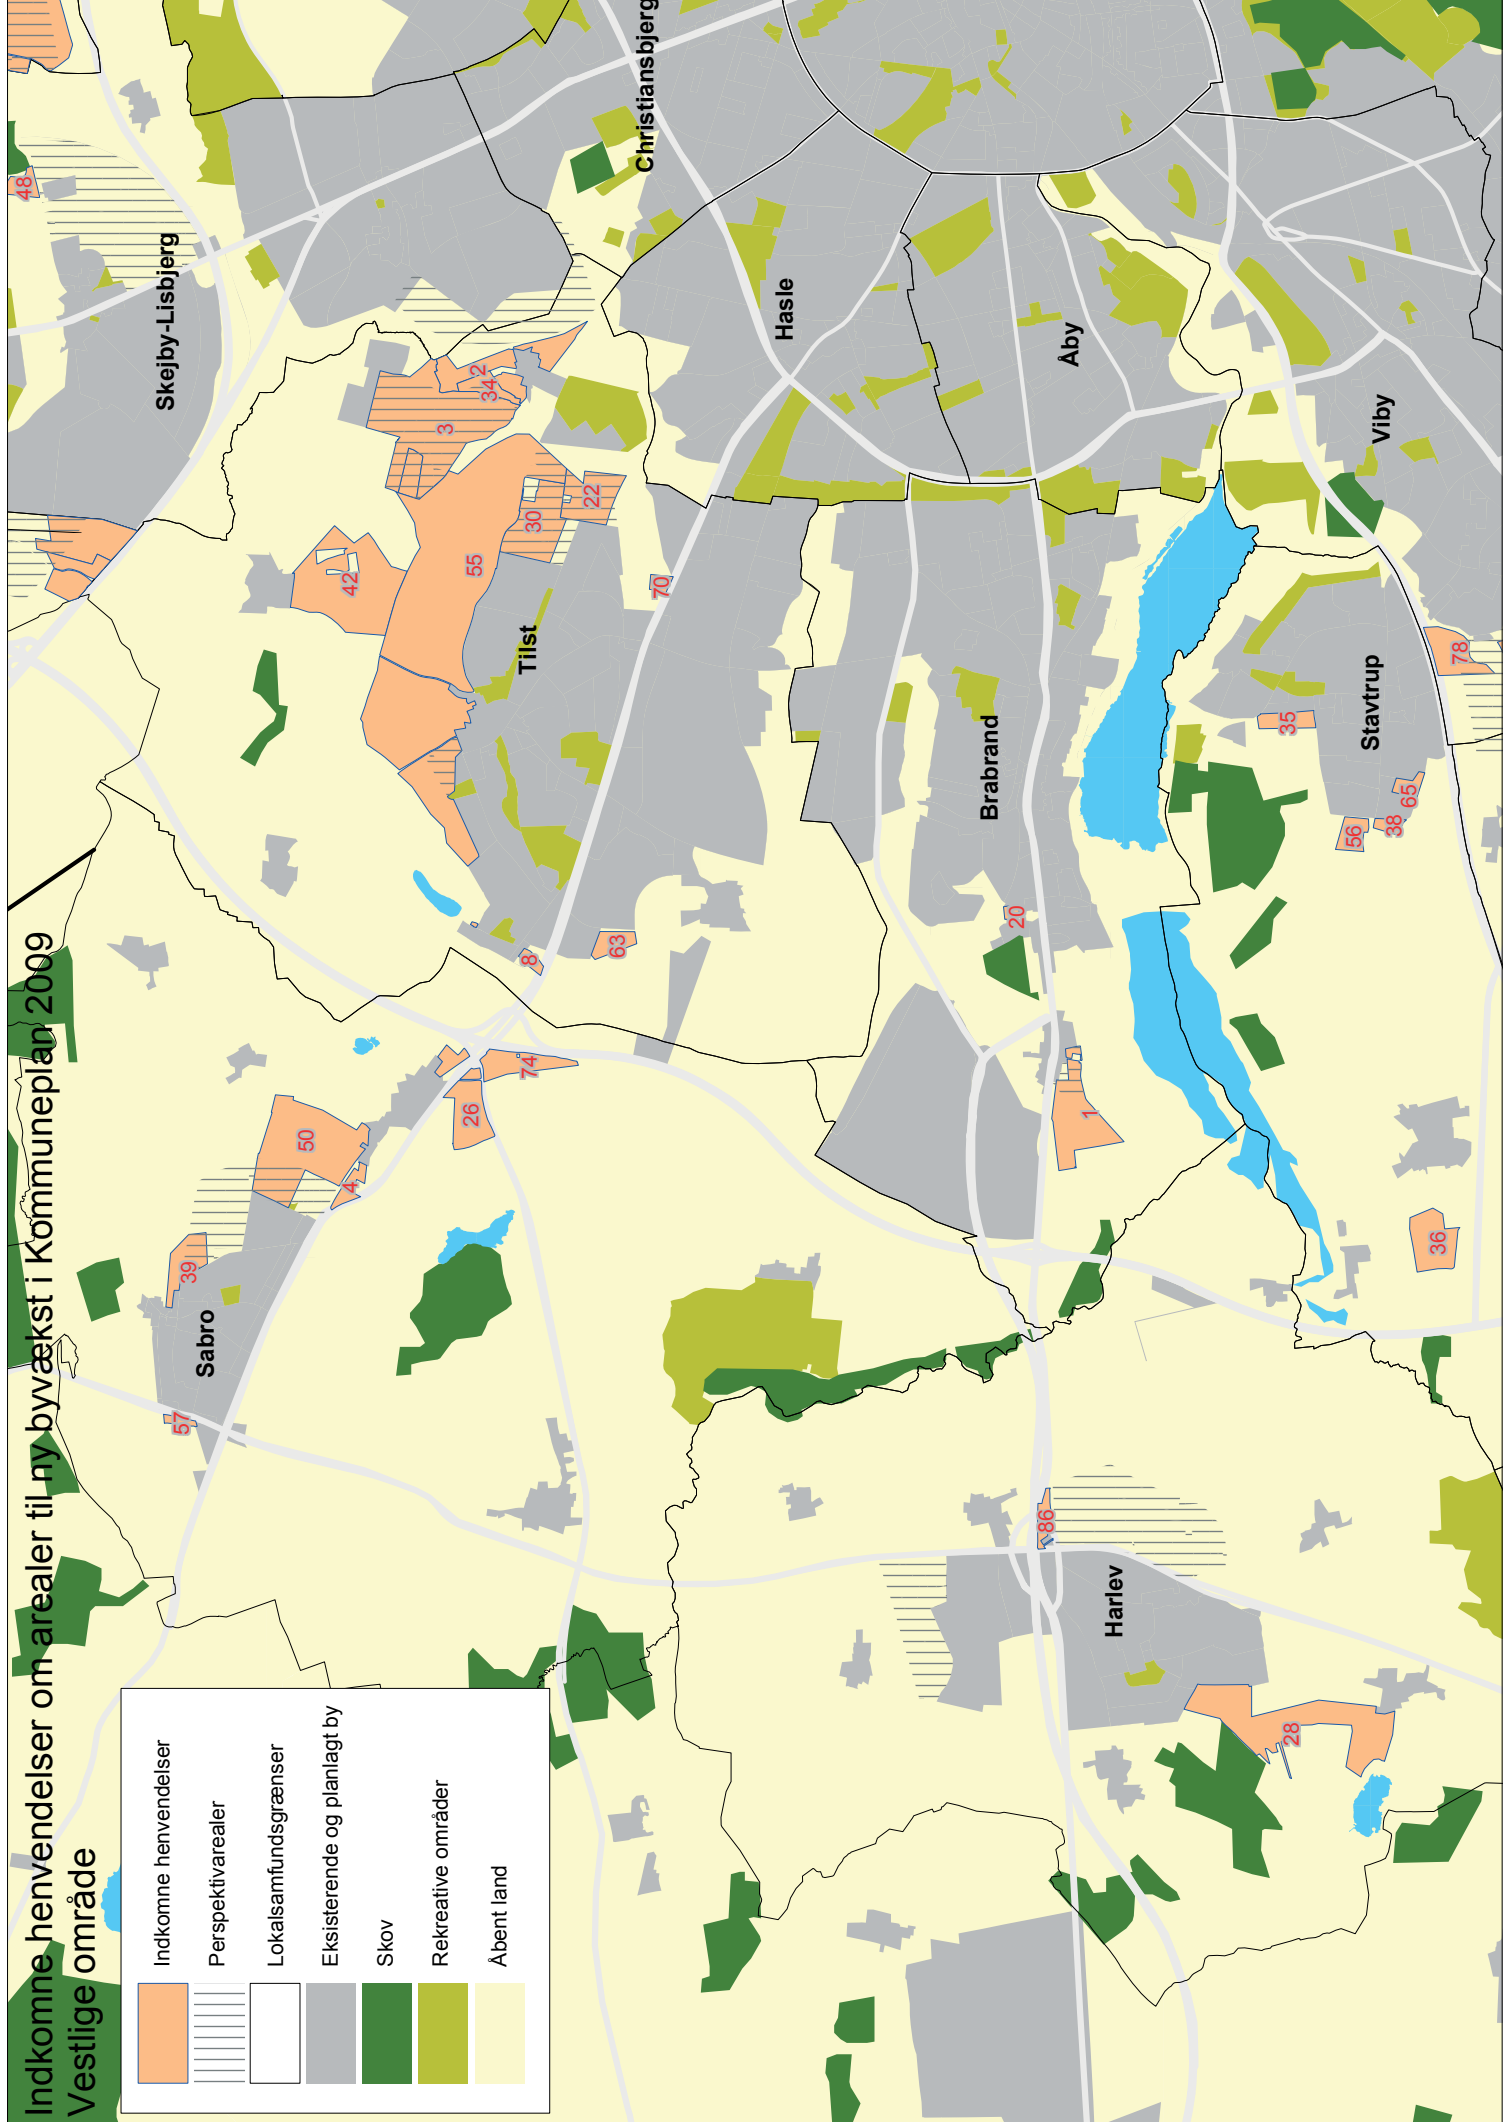 Indkomne henvendelser om arealer til ny byvækst i Kommuneplan 2009
Vestlige område
Indkomne henvendelser
Perspektivarealer
Lokalsamfundsgrænser
Eksisterende og planlagt by
Skov
Rekreative områder
Åbent land
Sabro
57
39
50
4
26
74
8
63
Tilst
42
55
3
34
2
30
22
70
Skejby-Lisbjerg
48
Christiansbjerg
Hasle
Åby
Brabrand
20
1
Harlev
86
28
36
Stavtrup
35
56
38
65
78
Viby